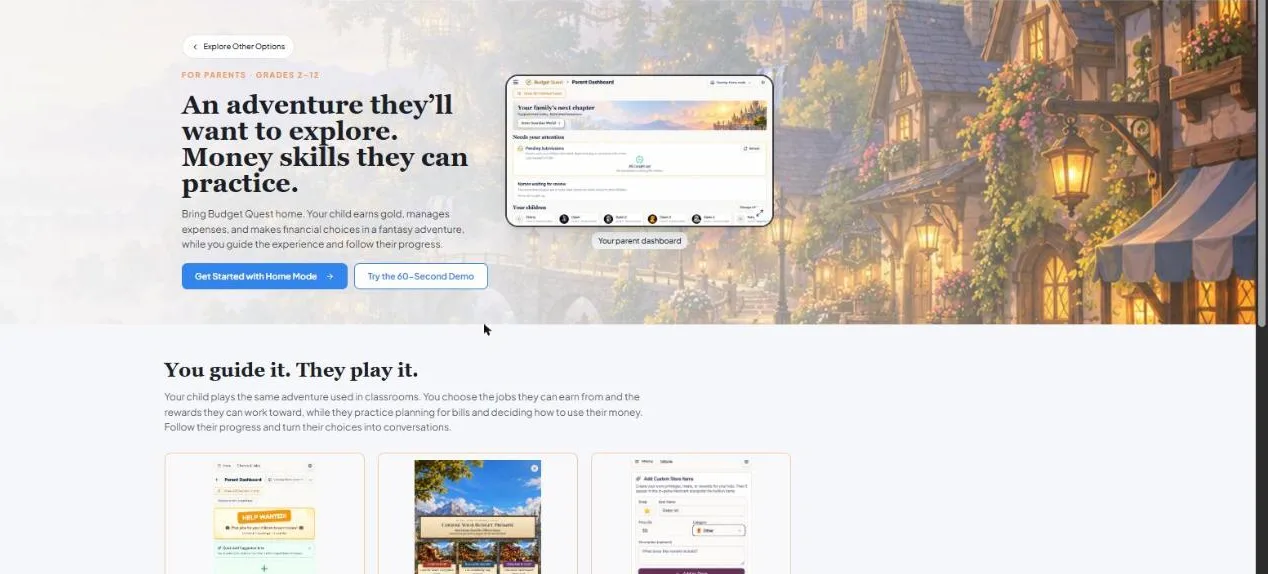 Explore Other Options
FOR PARENTS · GRADES 2–12
An adventure they’ll
want to explore.
Money skills they can
practice.
Bring Budget Quest home. Your child earns gold, manages
expenses, and makes financial choices in a fantasy adventure,
while you guide the experience and follow their progress.
Get Started with Home Mode →
Try the 60-Second Demo
Budget Quest Parent Dashboard
Your family's next chapter
Needs your attention
Pending Submissions
Your children
Your parent dashboard
You guide it. They play it.
Your child plays the same adventure used in classrooms. You choose the jobs they can earn from and the
rewards they can work toward, while they practice planning for bills and deciding how to use their money.
Follow their progress and turn their choices into conversations.
Parent Dashboard
HELP WANTED!
CHOOSE YOUR BUDGET PROMISE
Add Custom Store Item
Category
Other